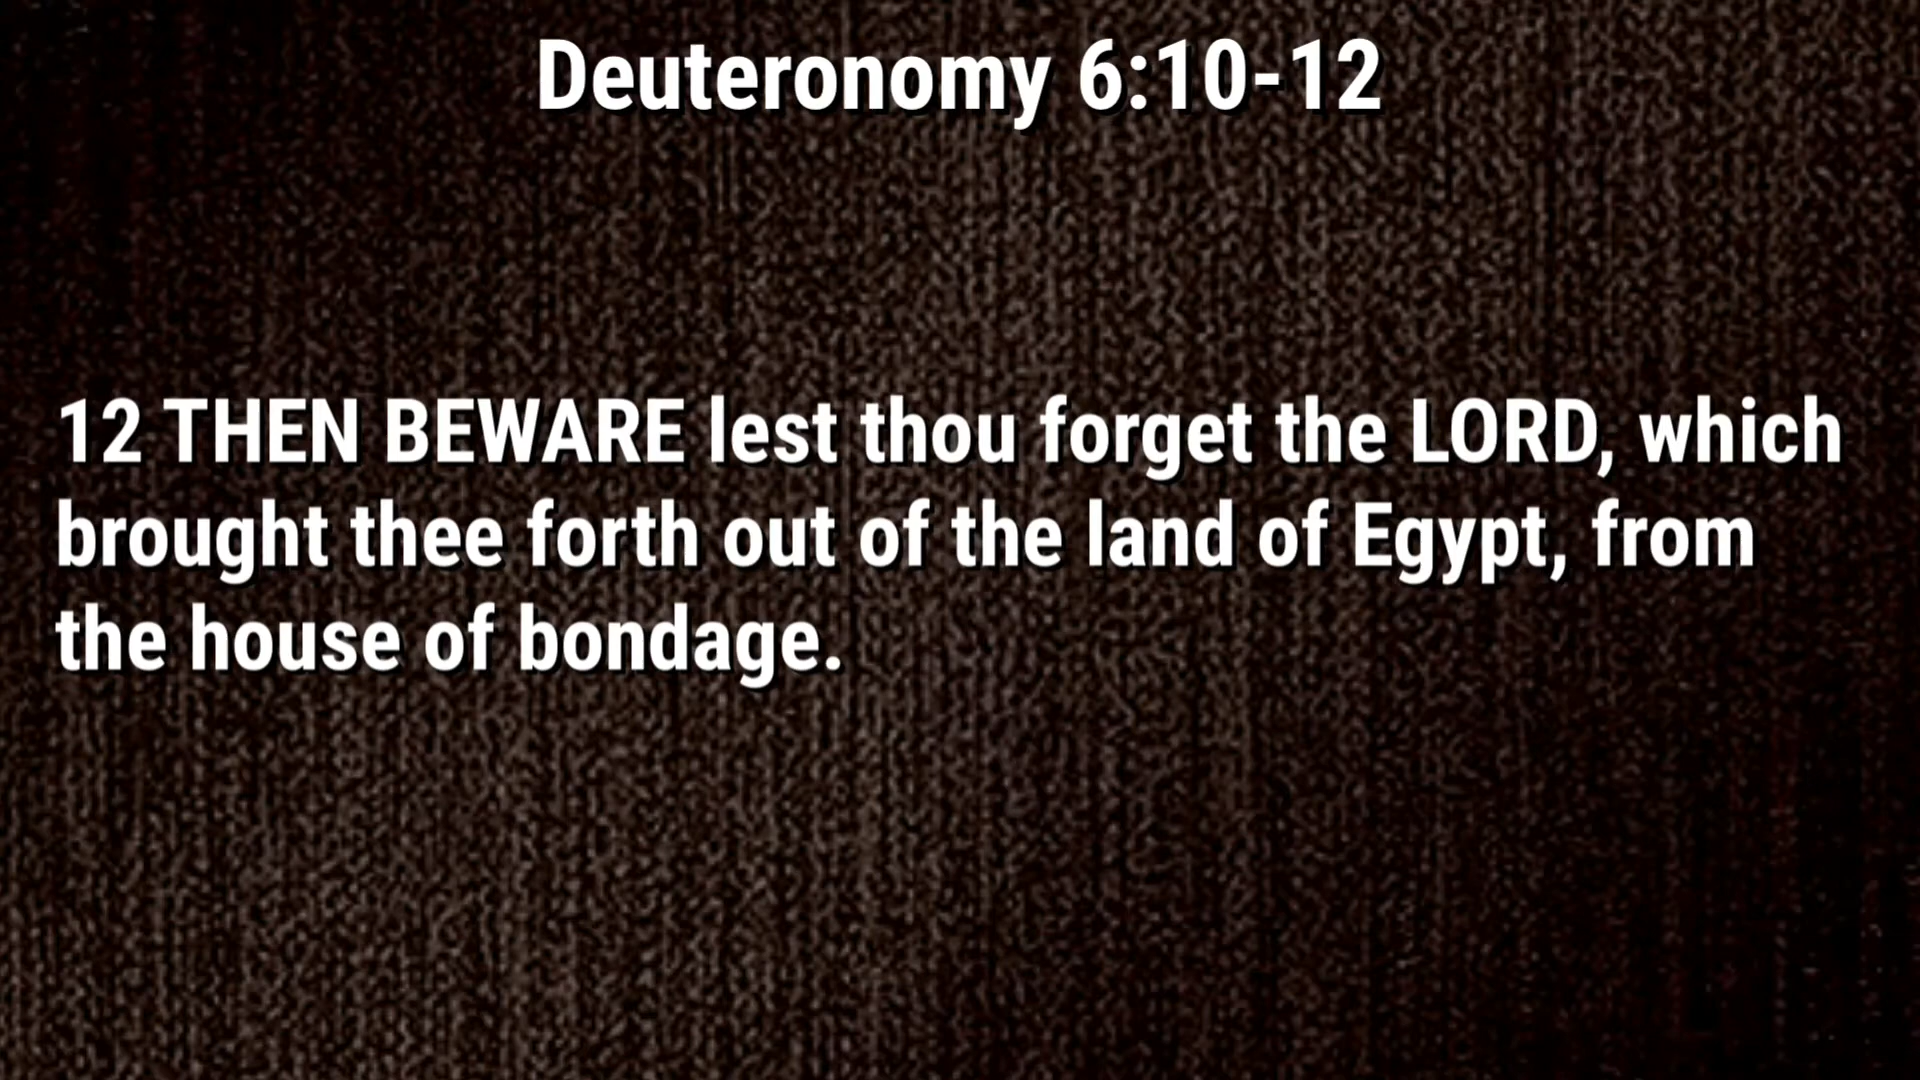 Deuteronomy 6:10-12
12 THEN BEWARE lest thou forget the LORD, which
brought thee forth out of the land of Egypt, from
the house of bondage.